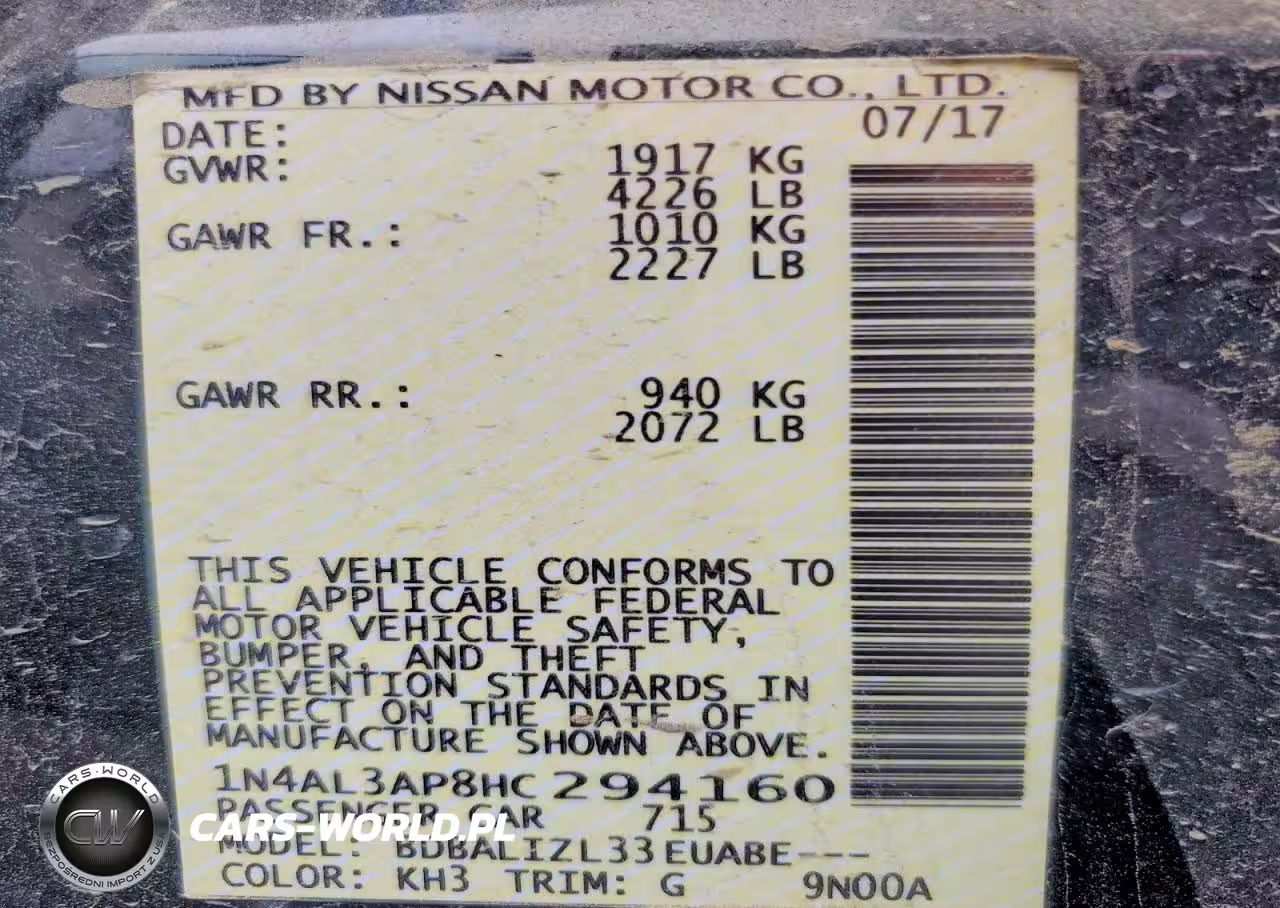 MFD BY NISSAN MOTOR CO., LTD.
DATE: 07/17
GVWR: 1917 KG
4226 LB
GAWR FR.: 1010 KG
2227 LB
GAWR RR.: 940 KG
2072 LB
THIS VEHICLE CONFORMS TO
ALL APPLICABLE FEDERAL
MOTOR VEHICLE SAFETY,
BUMPER, AND THEFT
PREVENTION STANDARDS IN
EFFECT ON THE DATE OF
MANUFACTURE SHOWN ABOVE.
1N4AL3AP8HC294160
PASSENGER CAR 715
MODEL: BDBALIZL33EUABE---
COLOR: KH3 TRIM: G 9N00A
CARS-WORLD.PL
CARS-WORLD
CW
BEZPOŚREDNI IMPORT Z USA